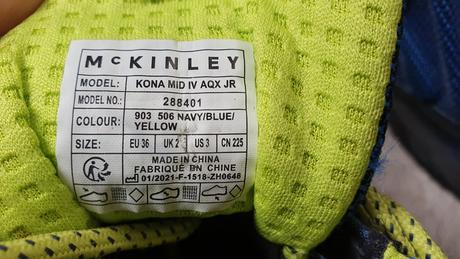 McKINLEY
MODEL: KONA MID IV AQX JR
MODEL NO.: 288401
COLOUR: 903 506 NAVY/BLUE/
YELLOW
SIZE: EU 36 UK 2 US 3 CN 225
MADE IN CHINA
FABRIQUÉ EN CHINE
01/2021-F-1518-ZH0648